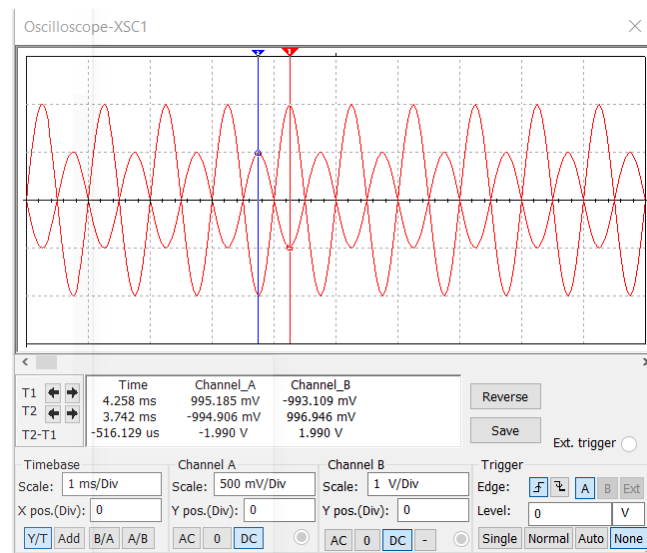 Oscilloscope-XSC1
2 1
Time Channel_A Channel_B
T1 4.258 ms 995.185 mV -993.109 mV
T2 3.742 ms -994.906 mV 996.946 mV
T2-T1 -516.129 us -1.990 V 1.990 V
Reverse
Save
Ext. trigger
Timebase
Scale: 1 ms/Div
X pos.(Div): 0
Y/T Add B/A A/B
Channel A
Scale: 500 mV/Div
Y pos.(Div): 0
AC 0 DC
Channel B
Scale: 1 V/Div
Y pos.(Div): 0
AC 0 DC -
Trigger
Edge: A B Ext
Level: 0 V
Single Normal Auto None